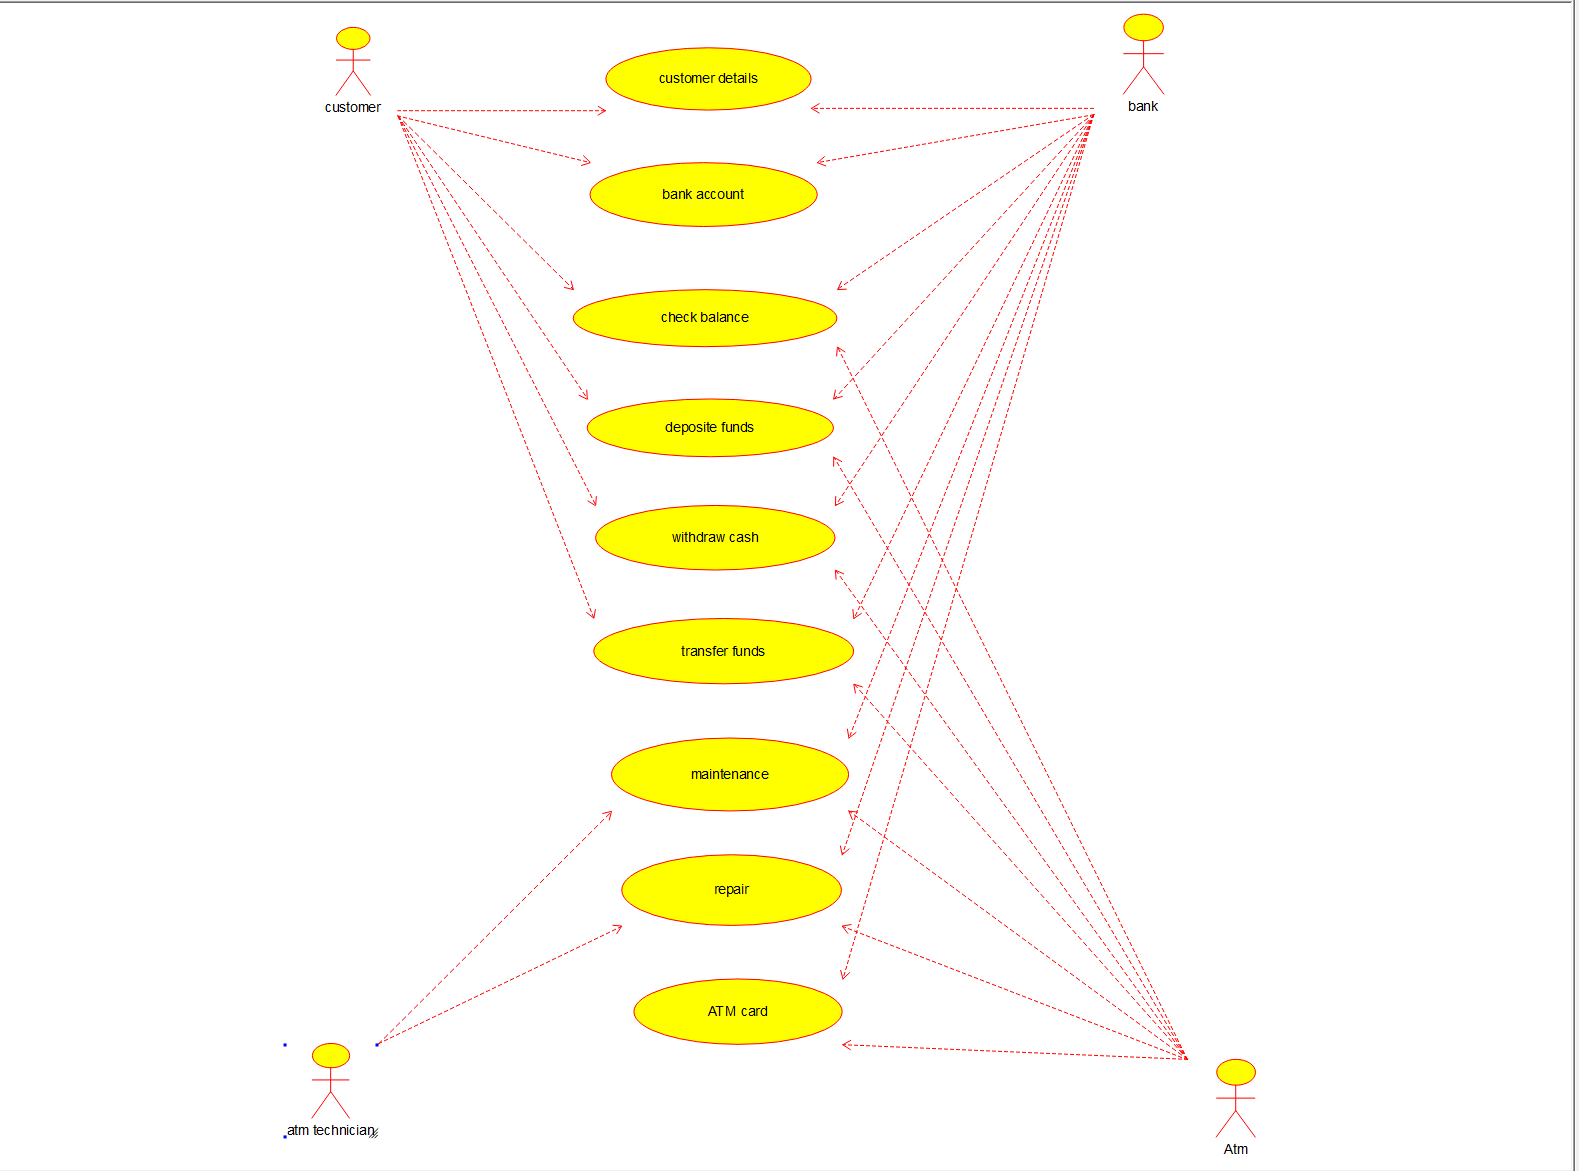 customer
bank
customer details
bank account
check balance
deposite funds
withdraw cash
transfer funds
maintenance
repair
ATM card
atm technician
Atm